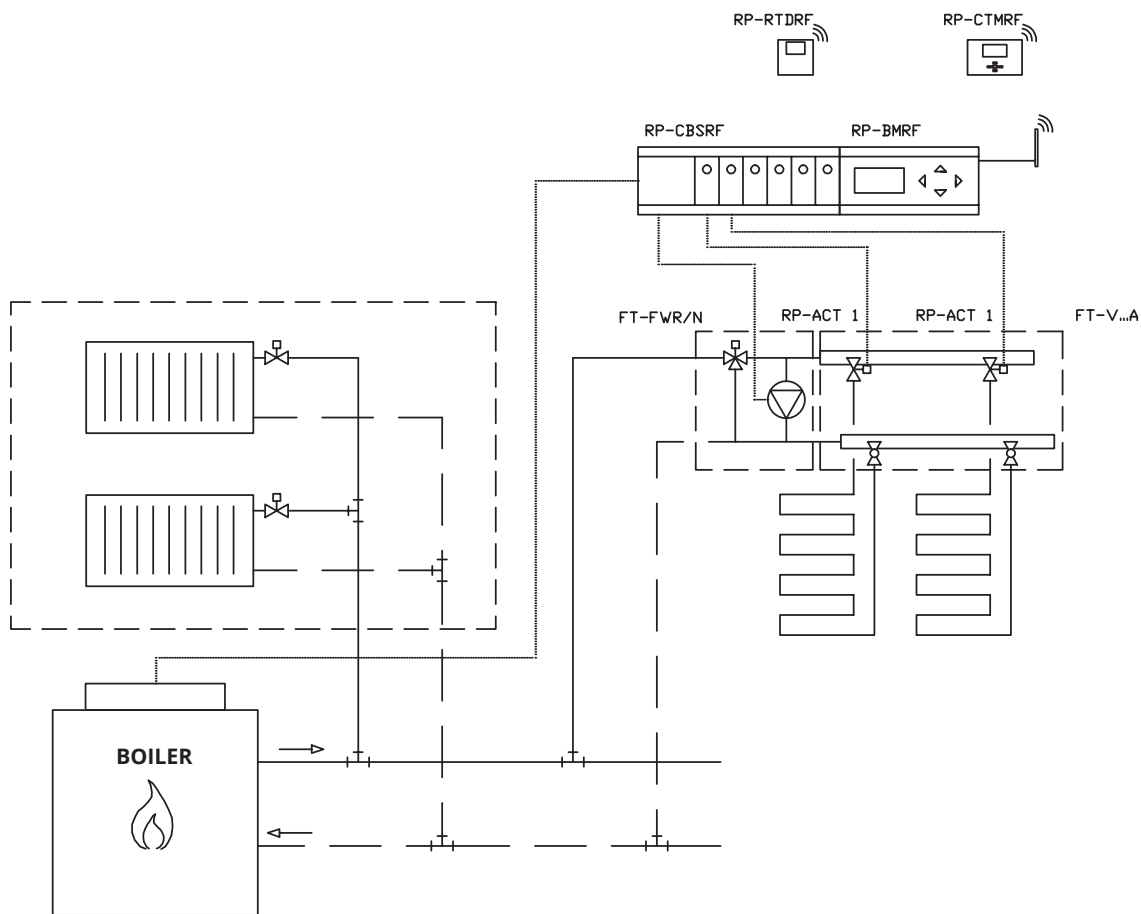 RP-RTDRF
RP-CTMRF
RP-CBSRF
RP-BMRF
FT-FWR/N
RP-ACT 1
RP-ACT 1
FT-V...A
BOILER